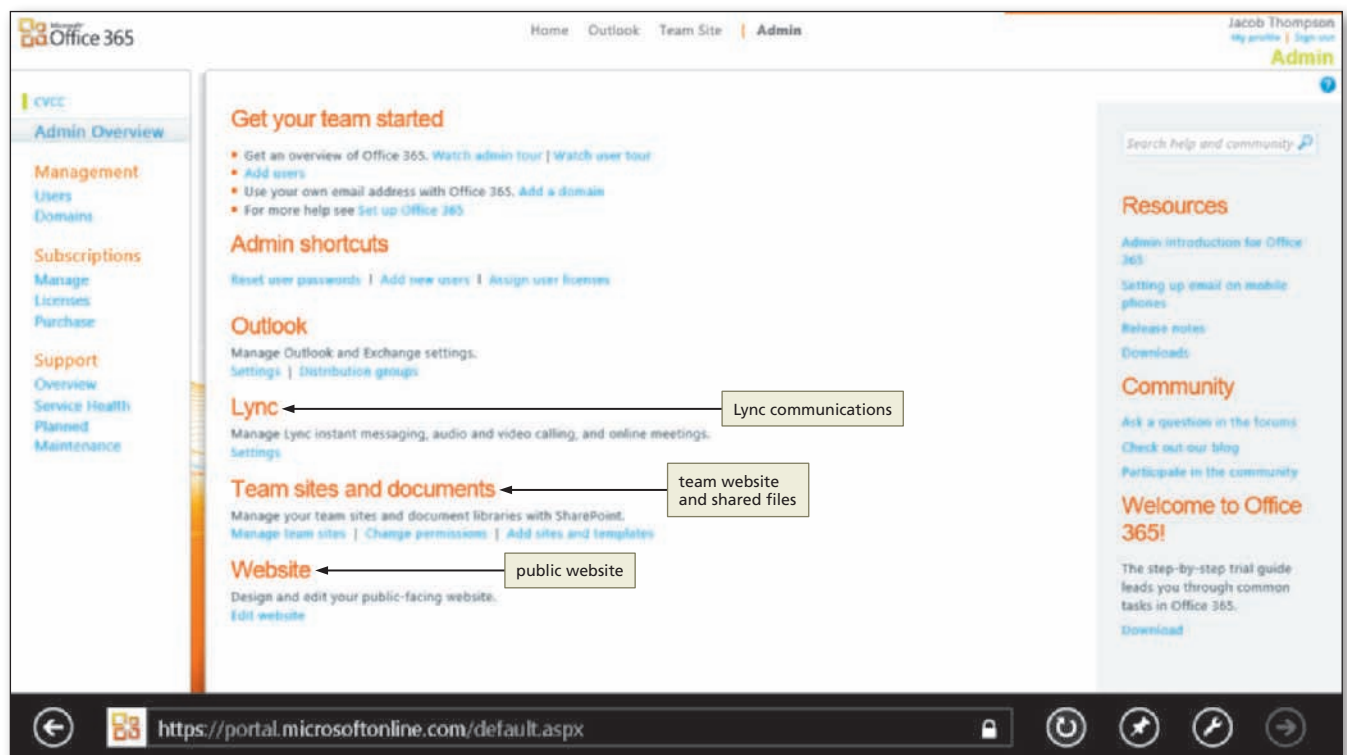 Microsoft
Office 365
Home Outlook Team Site | Admin
Jacob Thompson
My profile | Sign out
Admin
CVCC
Admin Overview
Management
Users
Domains
Subscriptions
Manage
Licenses
Purchase
Support
Overview
Service Health
Planned
Maintenance
Get your team started
• Get an overview of Office 365. Watch admin tour | Watch user tour
• Add users
• Use your own email address with Office 365. Add a domain
• For more help see Set up Office 365
Admin shortcuts
Reset user passwords | Add new users | Assign user licenses
Outlook
Manage Outlook and Exchange settings.
Settings | Distribution groups
Lync
Lync communications
Manage Lync instant messaging, audio and video calling, and online meetings.
Settings
Team sites and documents
team website
and shared files
Manage your team sites and document libraries with SharePoint.
Manage team sites | Change permissions | Add sites and templates
Website
public website
Design and edit your public-facing website.
Edit website
Search help and community
Resources
Admin introduction for Office
365
Setting up email on mobile
phones
Release notes
Downloads
Community
Ask a question in the forums
Check out our blog
Participate in the community
Welcome to Office
365!
The step-by-step trial guide
leads you through common
tasks in Office 365.
Download
https://portal.microsoftonline.com/default.aspx